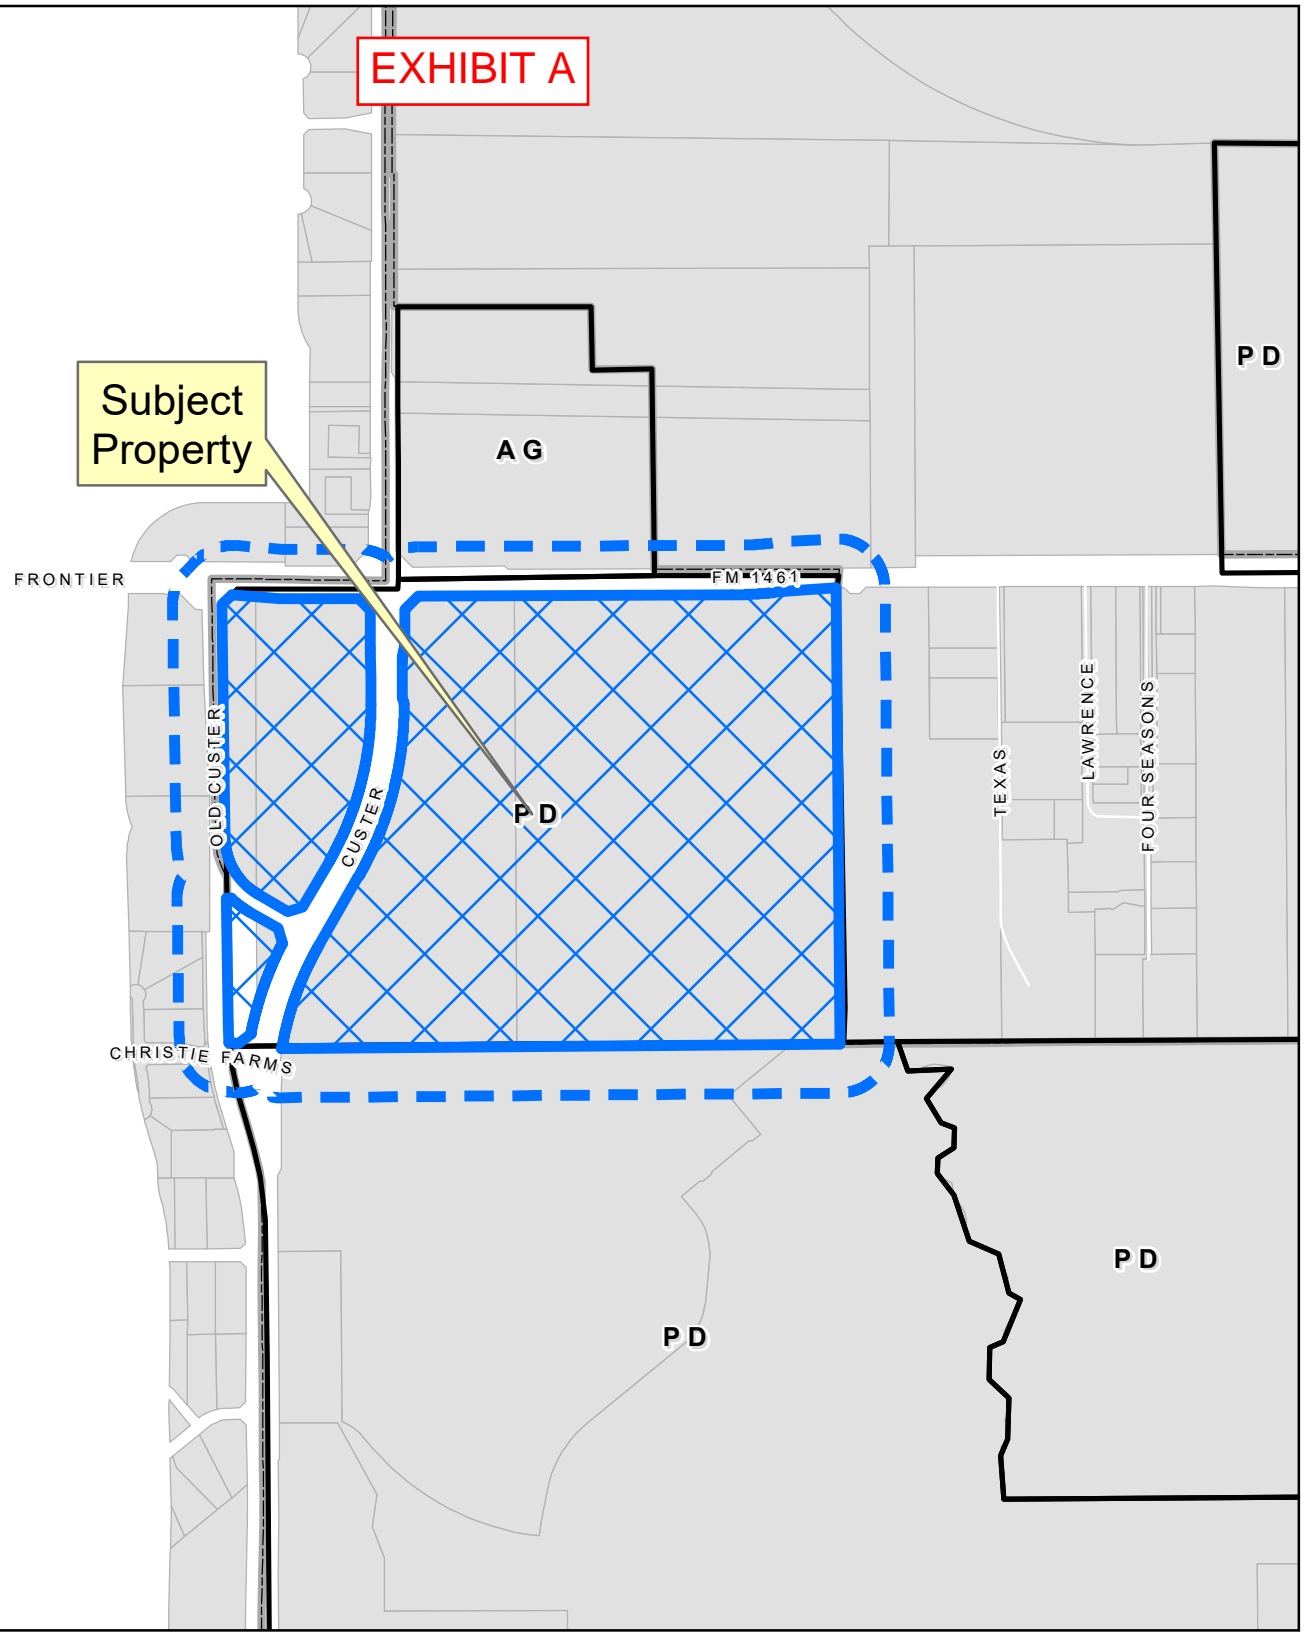 EXHIBIT A
PD
Subject
Property
AG
FRONTIER
FM 1461
LAWRENCE
FOUR SEASONS
OLD CUSTER
TEXAS
CUSTER
PD
CHRISTIE FARMS
PD
PD